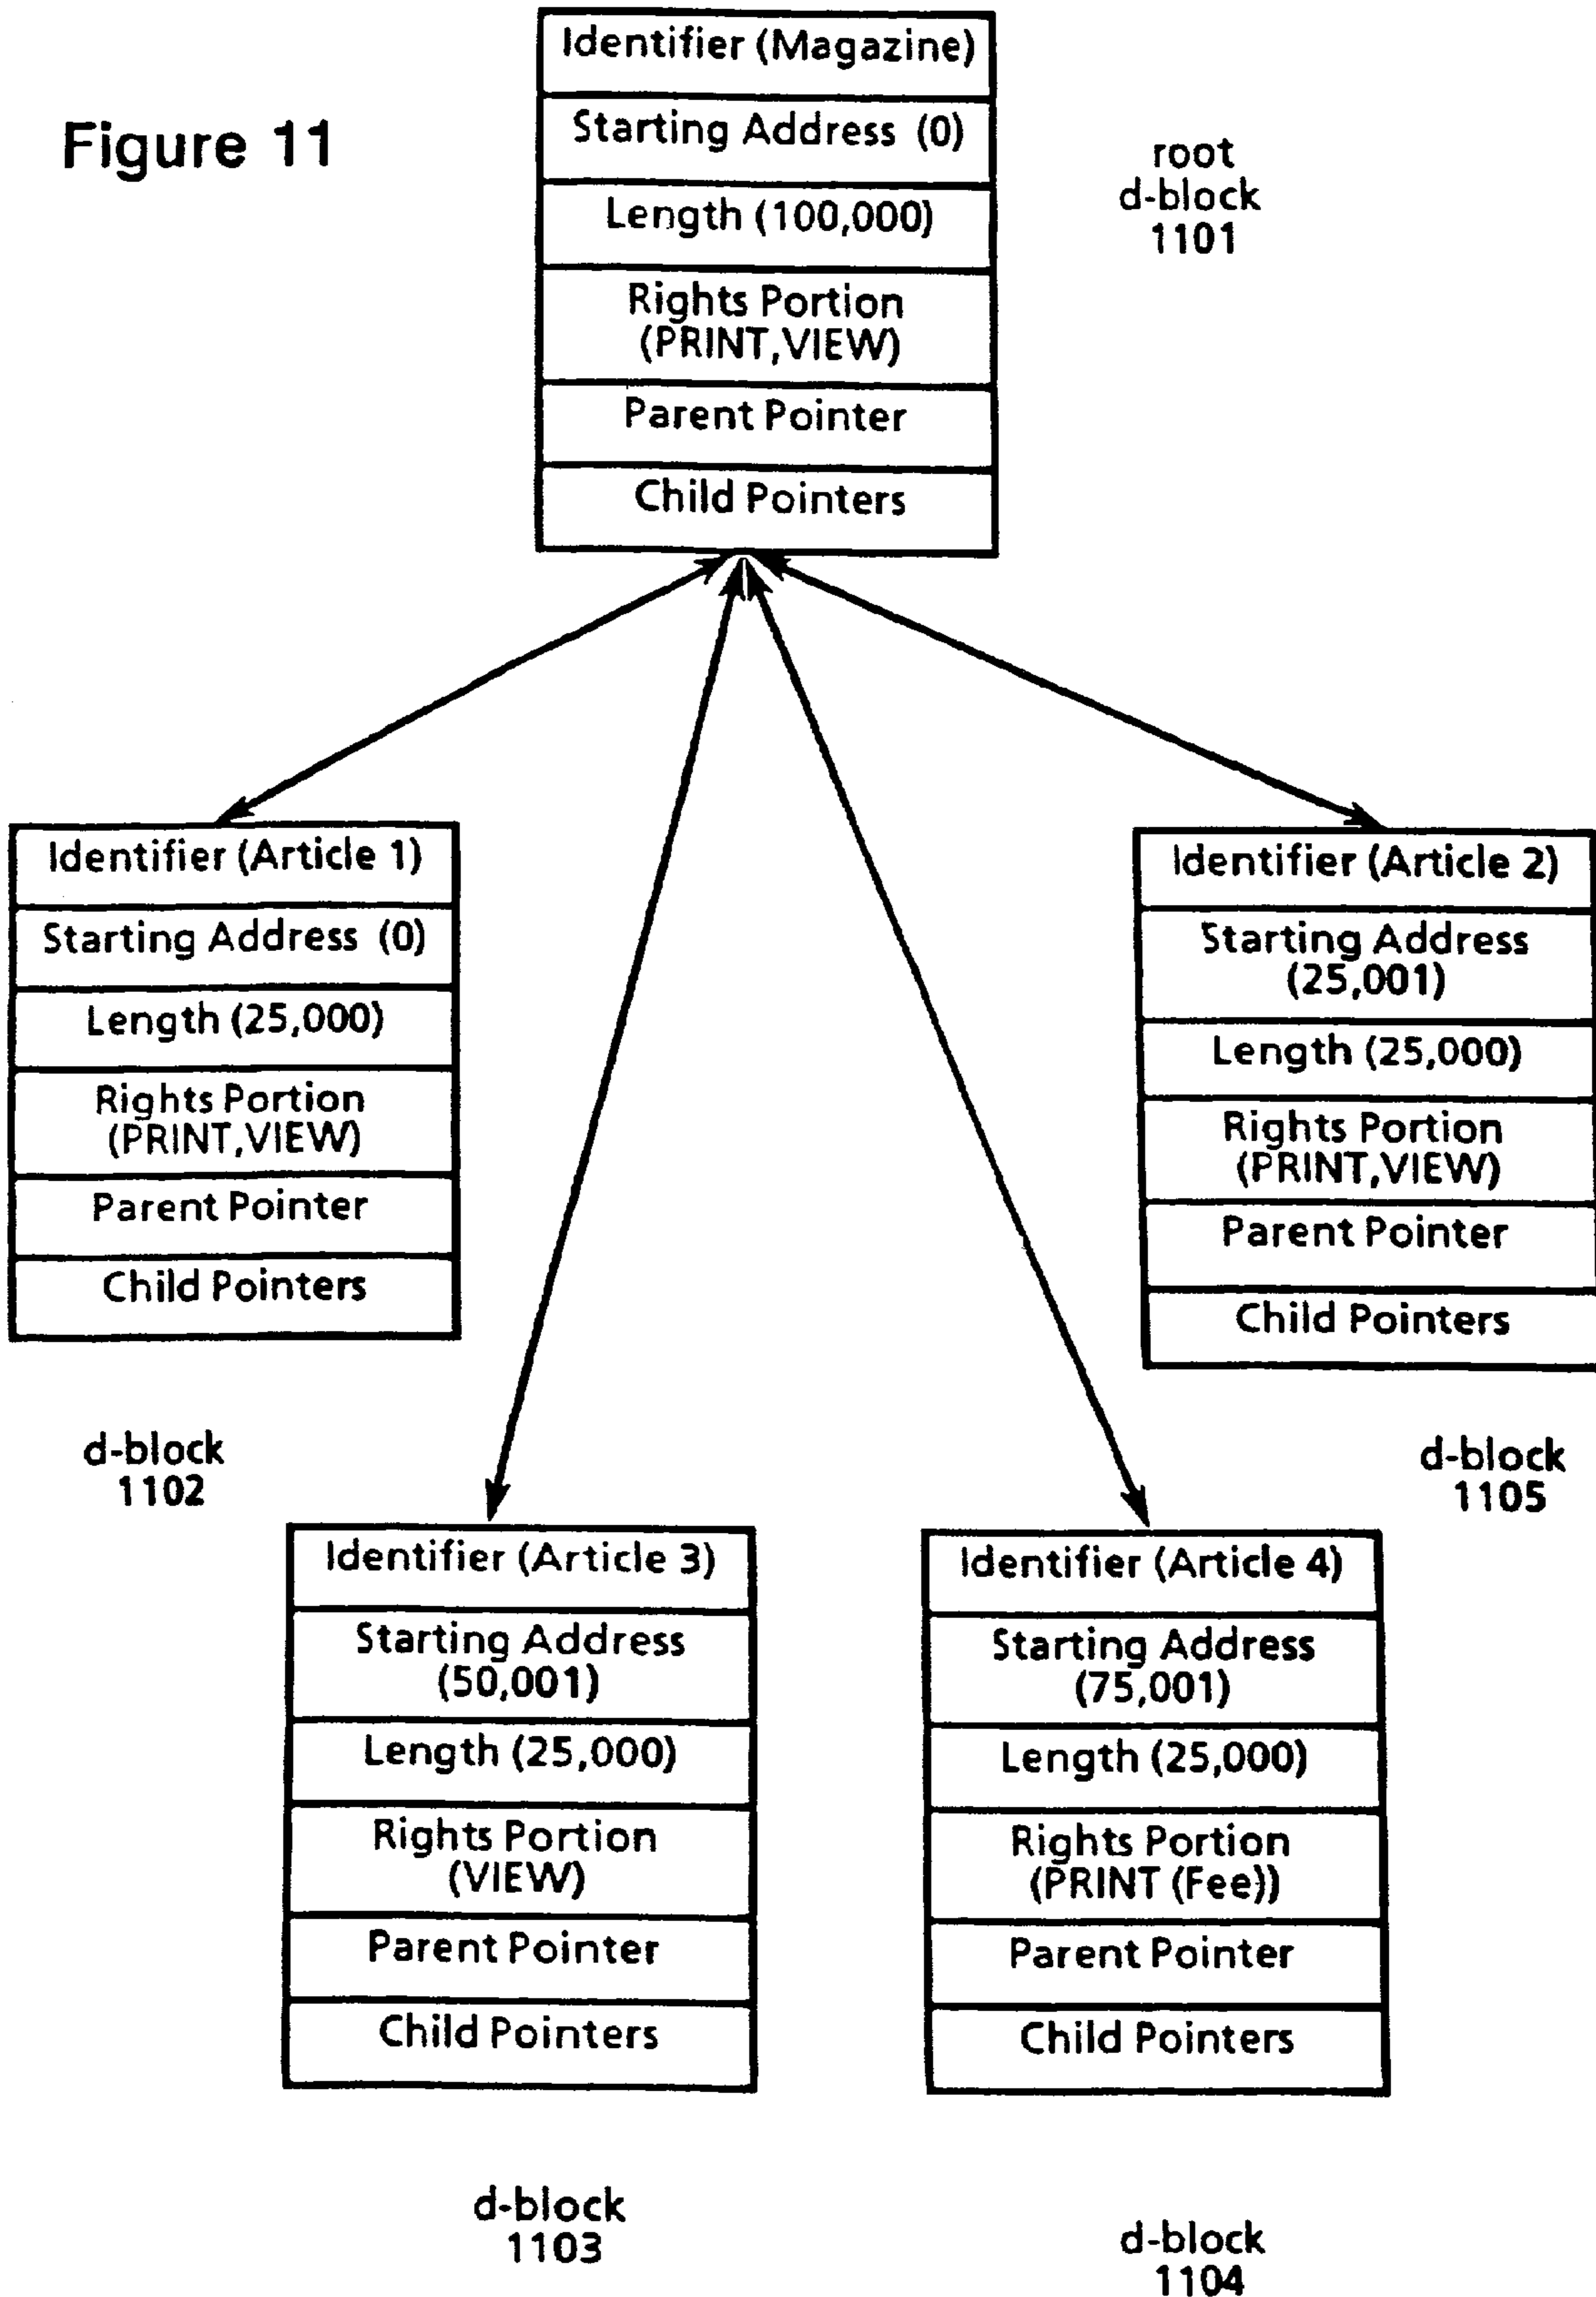 Figure 11
Identifier (Magazine)
Starting Address (0)
Length (100,000)
Rights Portion
(PRINT,VIEW)
Parent Pointer
Child Pointers
root
d-block
1101
Identifier (Article 1)
Starting Address (0)
Length (25,000)
Rights Portion
(PRINT,VIEW)
Parent Pointer
Child Pointers
d-block
1102
Identifier (Article 2)
Starting Address
(25,001)
Length (25,000)
Rights Portion
(PRINT,VIEW)
Parent Pointer
Child Pointers
d-block
1105
Identifier (Article 3)
Starting Address
(50,001)
Length (25,000)
Rights Portion
(VIEW)
Parent Pointer
Child Pointers
d-block
1103
Identifier (Article 4)
Starting Address
(75,001)
Length (25,000)
Rights Portion
(PRINT (Fee))
Parent Pointer
Child Pointers
d-block
1104